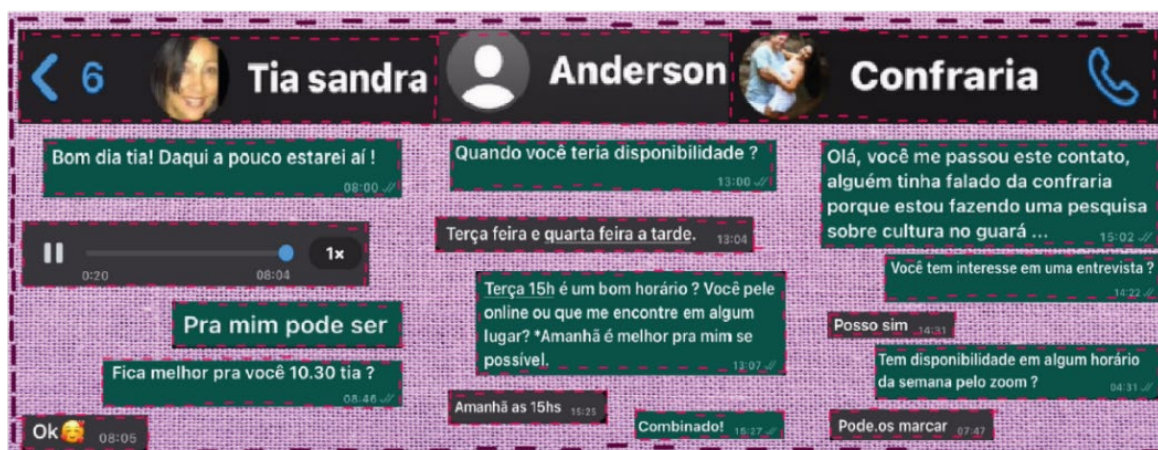 6
Tia sandra
Bom dia tia! Daqui a pouco estarei aí !
08:00
0:20
08:04
1×
Pra mim pode ser
Fica melhor pra você 10.30 tia ?
08:46
Ok🥰 08:05
Anderson
Quando você teria disponibilidade ?
13:00
Terça feira e quarta feira a tarde. 13:04
Terça 15h é um bom horário ? Você pele
online ou que me encontre em algum
lugar? *Amanhã é melhor pra mim se
possível.
13:07
Amanhã as 15hs 15:25
Combinado! 15:27
Confraria
Olá, você me passou este contato,
alguém tinha falado da confraria
porque estou fazendo uma pesquisa
sobre cultura no guará ...
15:02
Você tem interesse em uma entrevista ?
14:22
Posso sim 14:31
Tem disponibilidade em algum horário
da semana pelo zoom ?
04:31
Pode.os marcar 07:47